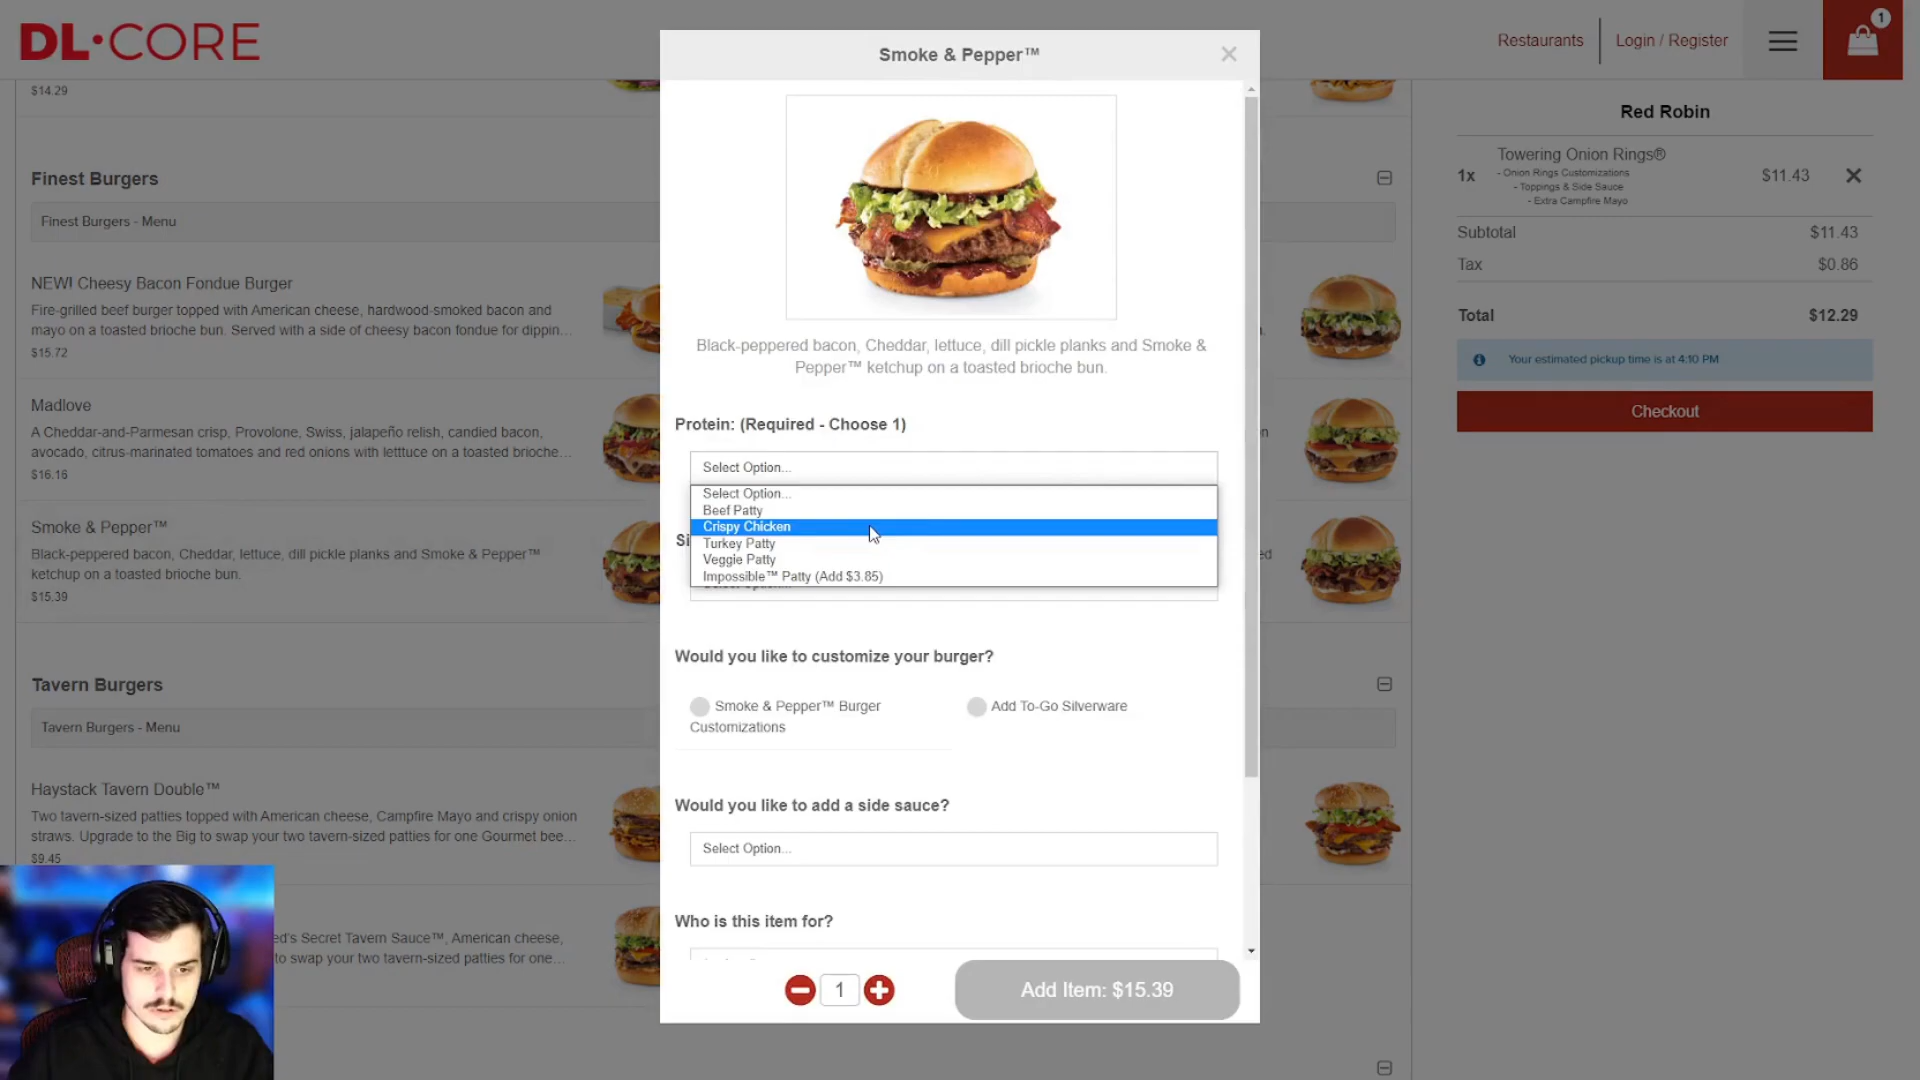 DL·CORE
Restaurants
Login / Register
1
$14.29
Finest Burgers
Finest Burgers - Menu
NEW! Cheesy Bacon Fondue Burger
Fire-grilled beef burger topped with American cheese, hardwood-smoked bacon and
mayo on a toasted brioche bun. Served with a side of cheesy bacon fondue for dippin...
$15.72
Madlove
A Cheddar-and-Parmesan crisp, Provolone, Swiss, jalapeño relish, candied bacon,
avocado, citrus-marinated tomatoes and red onions with letttuce on a toasted brioche...
$16.16
Smoke & Pepper™
Black-peppered bacon, Cheddar, lettuce, dill pickle planks and Smoke & Pepper™
ketchup on a toasted brioche bun.
$15.39
Tavern Burgers
Tavern Burgers - Menu
Haystack Tavern Double™
Two tavern-sized patties topped with American cheese, Campfire Mayo and crispy onion
straws. Upgrade to the Big to swap your two tavern-sized patties for one Gourmet bee...
$9.45
ed's Secret Tavern Sauce™, American cheese,
to swap your two tavern-sized patties for one...
Smoke & Pepper™
Black-peppered bacon, Cheddar, lettuce, dill pickle planks and Smoke &
Pepper™ ketchup on a toasted brioche bun.
Protein: (Required - Choose 1)
Select Option...
Select Option...
Beef Patty
Crispy Chicken
Turkey Patty
Veggie Patty
Impossible™ Patty (Add $3.85)
Would you like to customize your burger?
Smoke & Pepper™ Burger
Customizations
Add To-Go Silverware
Would you like to add a side sauce?
Select Option...
Who is this item for?
1
Add Item: $15.39
Red Robin
1x
Towering Onion Rings®
- Onion Rings Customizations
- Toppings & Side Sauce
- Extra Campfire Mayo
$11.43
Subtotal
$11.43
Tax
$0.86
Total
$12.29
Your estimated pickup time is at 4:10 PM
Checkout